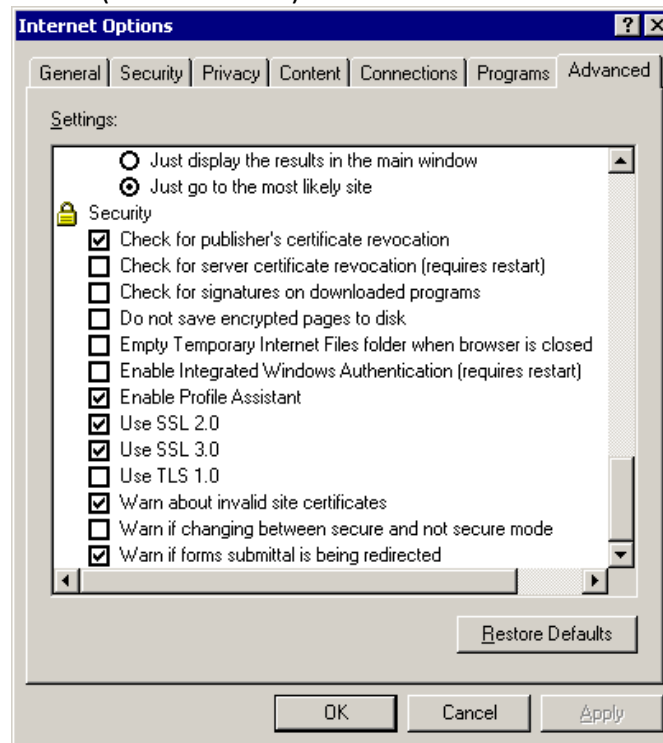 Internet Options
General Security Privacy Content Connections Programs Advanced
Settings:
Just display the results in the main window
Just go to the most likely site
Security
Check for publisher's certificate revocation
Check for server certificate revocation (requires restart)
Check for signatures on downloaded programs
Do not save encrypted pages to disk
Empty Temporary Internet Files folder when browser is closed
Enable Integrated Windows Authentication (requires restart)
Enable Profile Assistant
Use SSL 2.0
Use SSL 3.0
Use TLS 1.0
Warn about invalid site certificates
Warn if changing between secure and not secure mode
Warn if forms submittal is being redirected
Restore Defaults
OK Cancel Apply